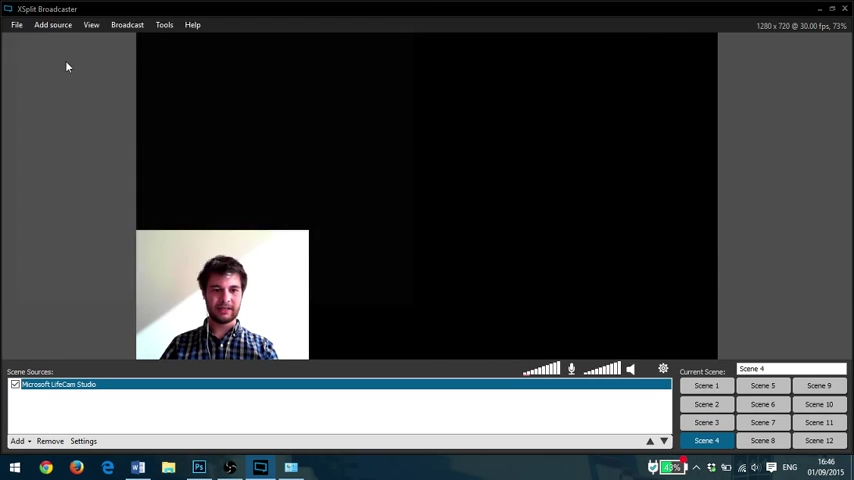 XSplit Broadcaster
File Add source View Broadcast Tools Help
1280 x 720 @ 30.00 fps, 73%
Scene Sources:
Current Scene: Scene 4
Microsoft LifeCam Studio
Scene 1 Scene 5 Scene 9
Scene 2 Scene 6 Scene 10
Scene 3 Scene 7 Scene 11
Scene 4 Scene 8 Scene 12
Add Remove Settings
43% ENG 16:46
01/09/2015